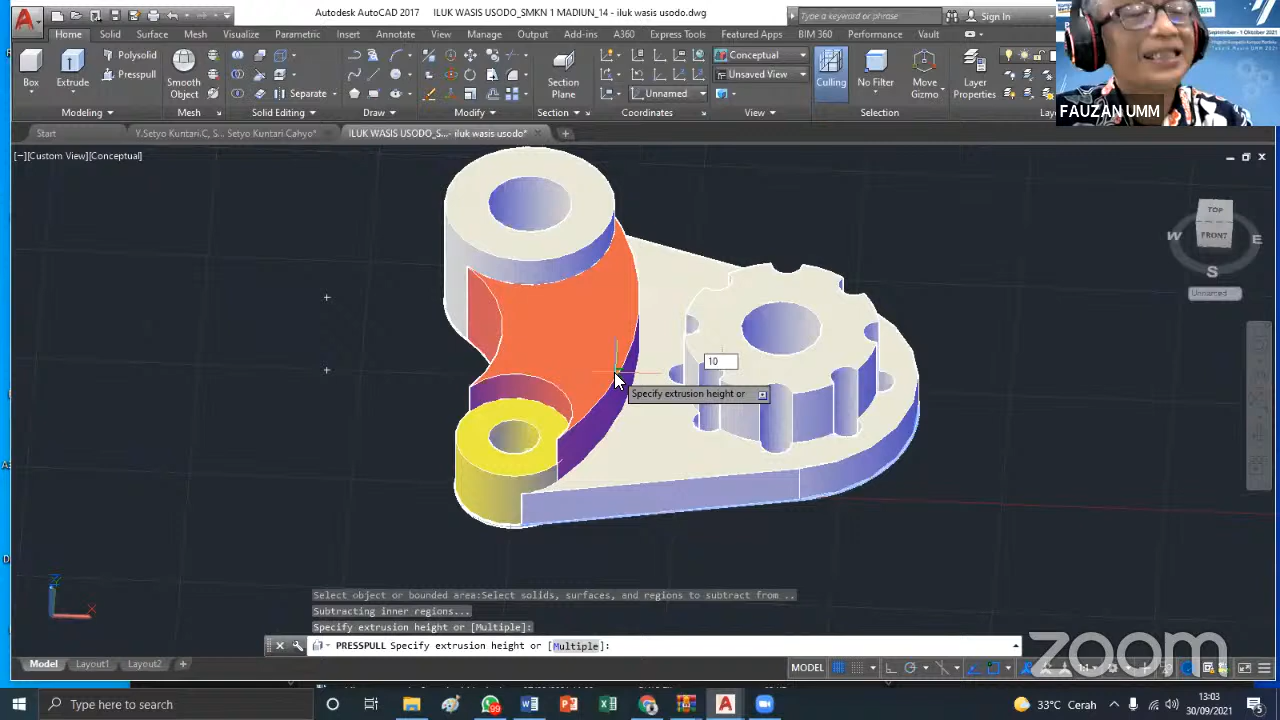 Autodesk AutoCAD 2017 ILUK WASIS USODO_SMKN 1 MADIUN_14 - iluk wasis usodo.dwg
Type a keyword or phrase
Sign In
Home Solid Surface Mesh Visualize Parametric Insert Annotate View Manage Output Add-ins A360 Express Tools Featured Apps BIM 360 Performance Vault
Box
Extrude
Polysolid
Presspull
Smooth
Object
Separate
Section
Plane
Unnamed
Conceptual
Unsaved View
Culling
No Filter
Move
Gizmo
Layer
Properties
Modeling Mesh Solid Editing Draw Modify Section Coordinates View Selection
FAUZAN UMM
Start V.Setyo Kuntari.C, S... Setyo Kuntari Cahyo* ILUK WASIS USODO_S...- iluk wasis usodo*
[−][Custom View][Conceptual]
TOP
FRONT
W
E
S
Unnamed
10
Specify extrusion height or
X
Select object or bounded area:Select solids, surfaces, and regions to subtract from ..
Subtracting inner regions...
Specify extrusion height or [Multiple]:
PRESSPULL Specify extrusion height or [Multiple]:
Model Layout1 Layout2
MODEL
1:1
zoom
Type here to search
99
33°C Cerah
13:03
30/09/2021